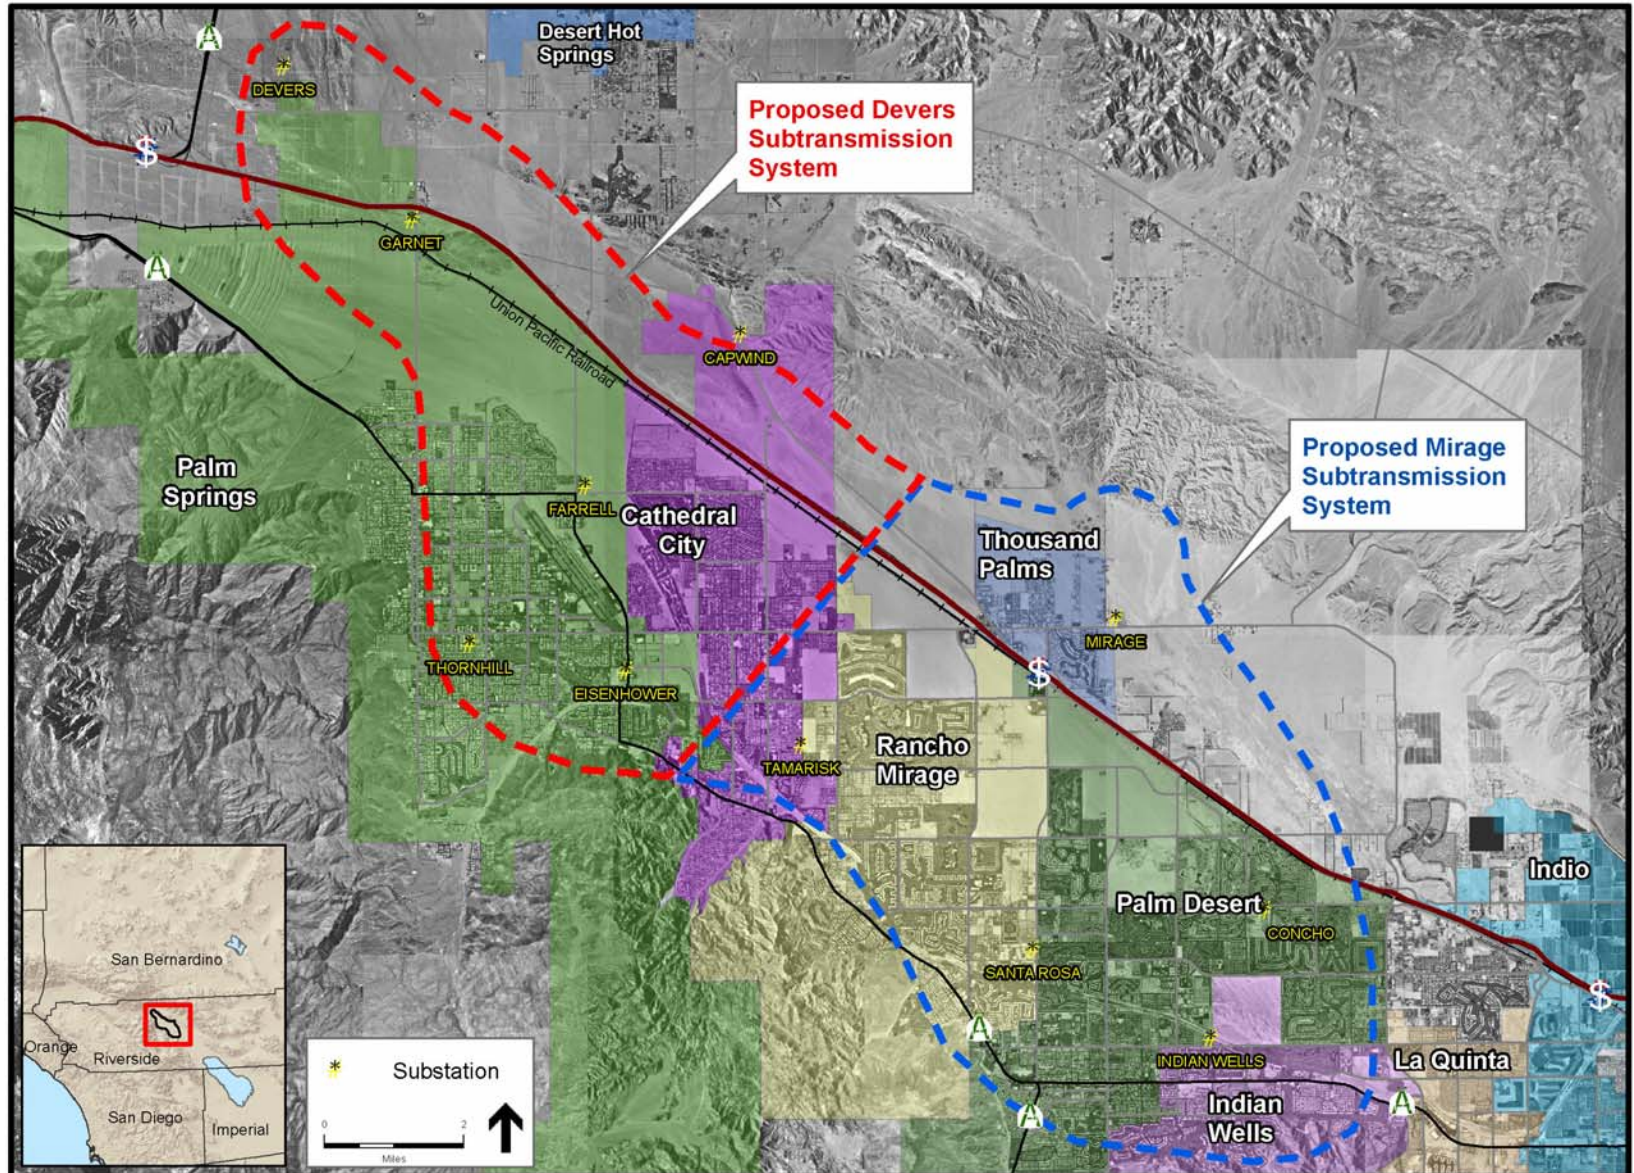 Desert Hot
Springs
DEVERS
Proposed Devers
Subtransmission
System
GARNET
Union Pacific Railroad
CAPWIND
Proposed Mirage
Subtransmission
System
Palm
Springs
FARRELL
Cathedral
City
Thousand
Palms
MIRAGE
THORNHILL
EISENHOWER
TAMARISK
Rancho
Mirage
Indio
Palm Desert
CONCHO
SANTA ROSA
INDIAN WELLS
La Quinta
Indian
Wells
San Bernardino
Orange
Riverside
San Diego
Imperial
* Substation
0 2
Miles
A
A
A
A
A
$
$
$